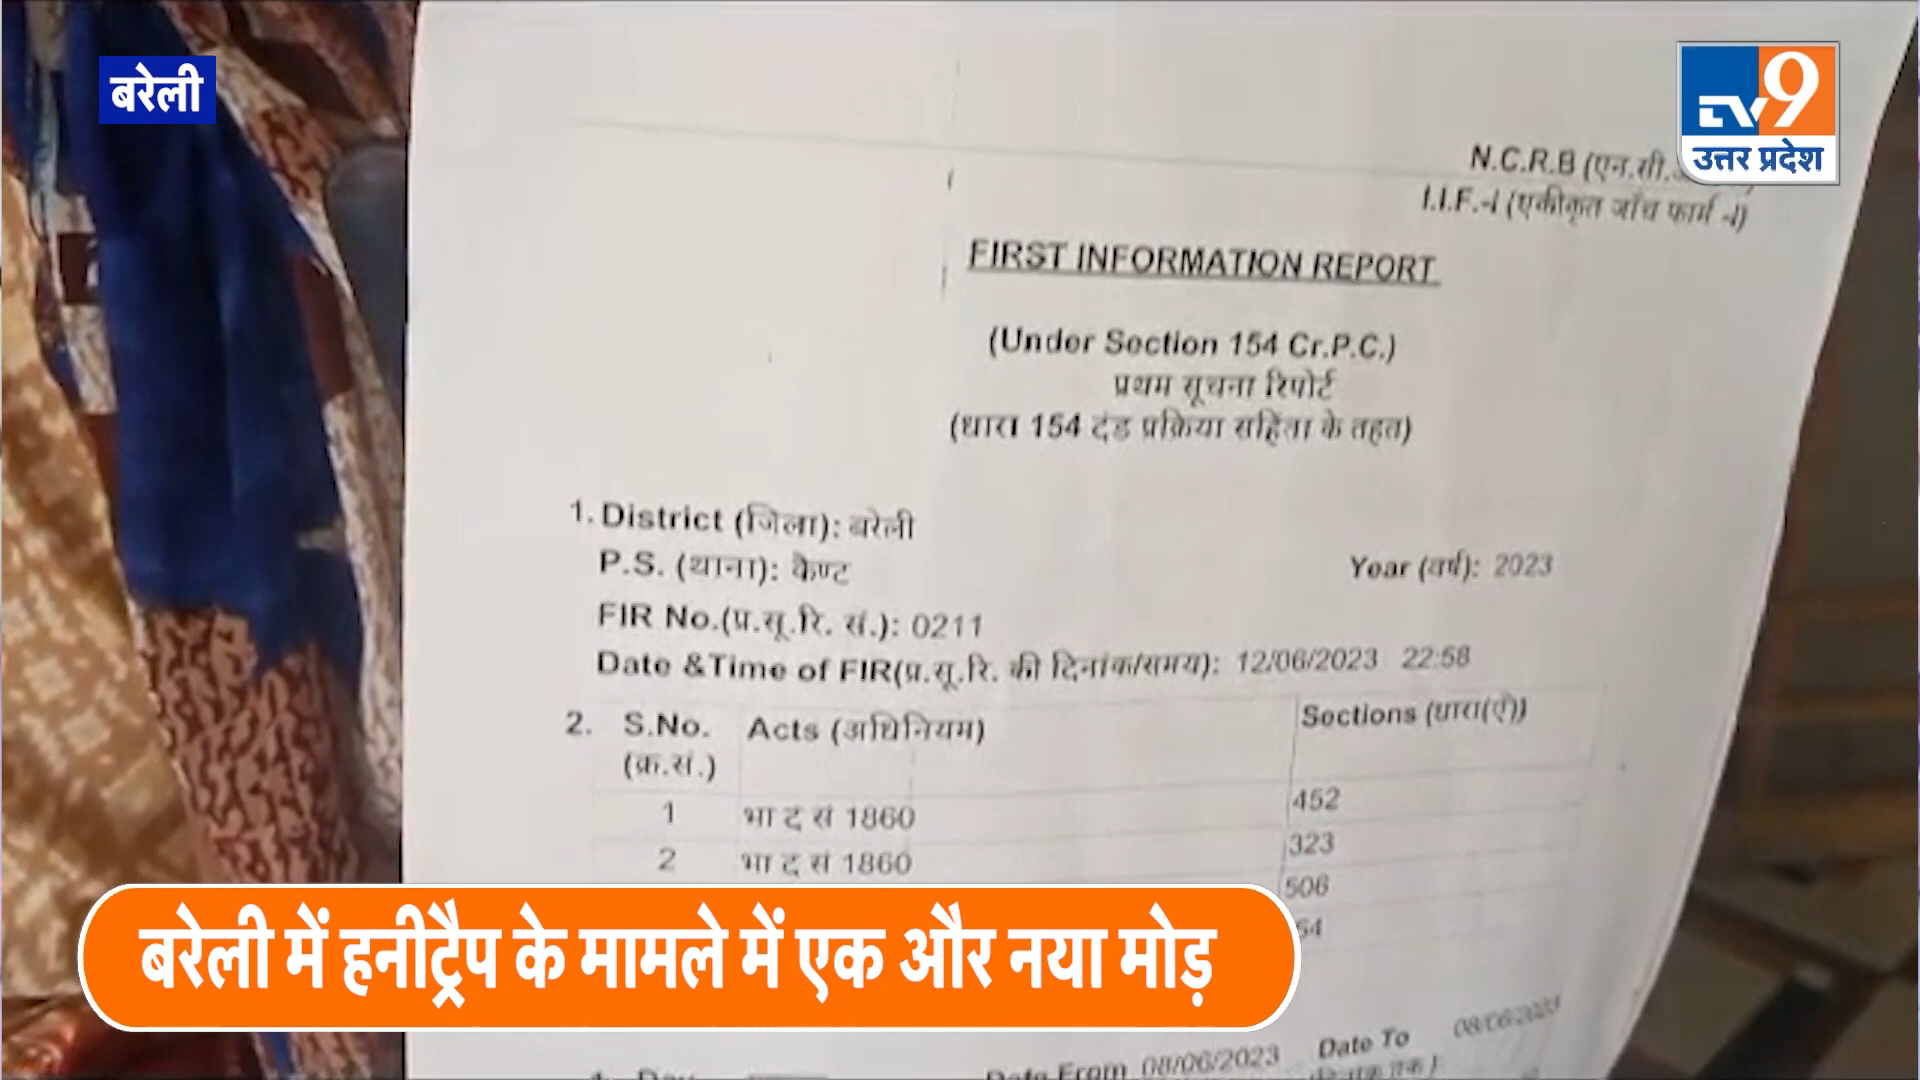 बरेली
TV9
उत्तर प्रदेश
N.C.R.B (एन.सी.
I.I.F.-I (एकीकृत जाँच फार्म -I)
FIRST INFORMATION REPORT
(Under Section 154 Cr.P.C.)
प्रथम सूचना रिपोर्ट
(धारा 154 दंड प्रक्रिया सहिता के तहत)
1. District (जिला): बरेली
P.S. (थाना): कैण्ट Year (वर्ष): 2023
FIR No.(प्र.सू.रि. सं.): 0211
Date &Time of FIR(प्र.सू.रि. की दिनांक/समय): 12/06/2023 22:58
2. S.No. Acts (अधिनियम) Sections (धारा(एँ))
(क्र.सं.)
1 भा द सं 1860 452
2 भा द सं 1860 323
506
बरेली में हनीट्रैप के मामले में एक और नया मोड़
Date From 08/06/2023 Date To 08/06/2023